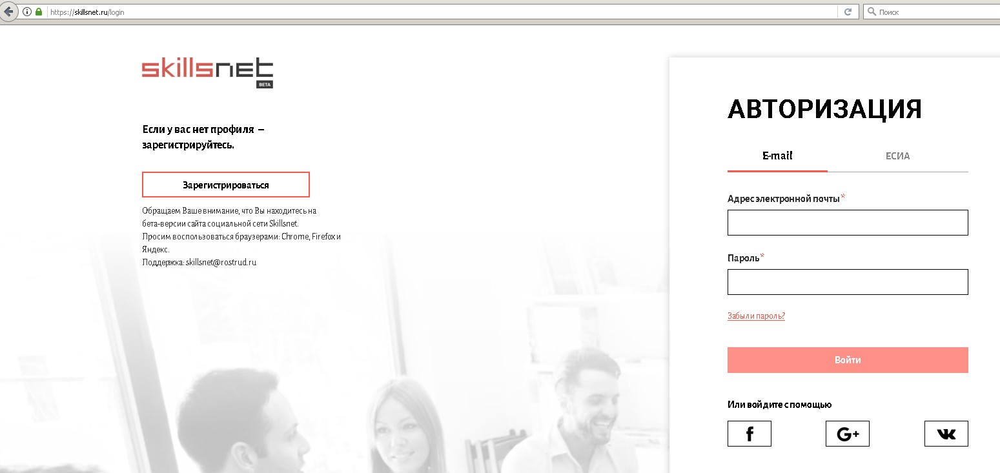 https://skillsnet.ru/login
Поиск
skillsnet
BETA
Если у вас нет профиля –
зарегистрируйтесь.
Зарегистрироваться
Обращаем Ваше внимание, что Вы находитесь на
бета-версии сайта социальной сети Skillsnet.
Просим воспользоваться браузерами: Chrome, Firefox и
Яндекс.
Поддержка: skillsnet@rostrud.ru
АВТОРИЗАЦИЯ
E-mail ЕСИА
Адрес электронной почты*
Пароль*
Забыли пароль?
Войти
Или войдите с помощью
f G+